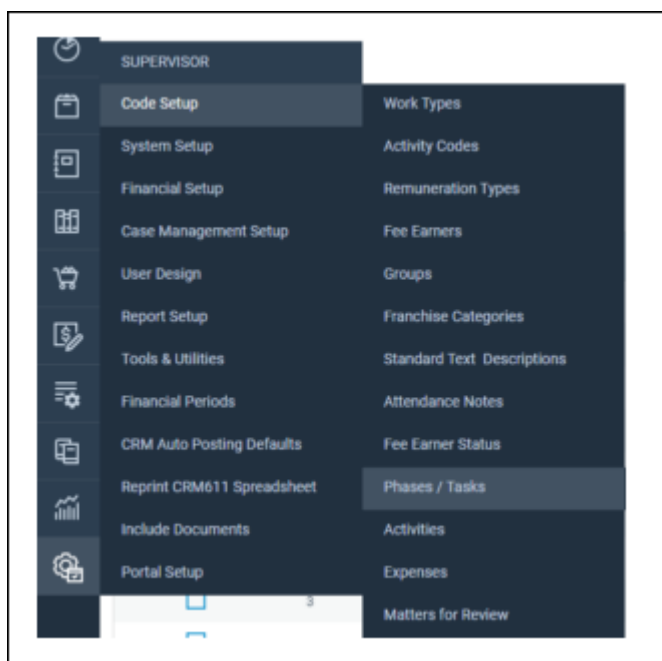 SUPERVISOR
Code Setup
System Setup
Financial Setup
Case Management Setup
User Design
Report Setup
Tools & Utilities
Financial Periods
CRM Auto Posting Defaults
Reprint CRM611 Spreadsheet
Include Documents
Portal Setup
Work Types
Activity Codes
Remuneration Types
Fee Earners
Groups
Franchise Categories
Standard Text Descriptions
Attendance Notes
Fee Earner Status
Phases / Tasks
Activities
Expenses
Matters for Review
3